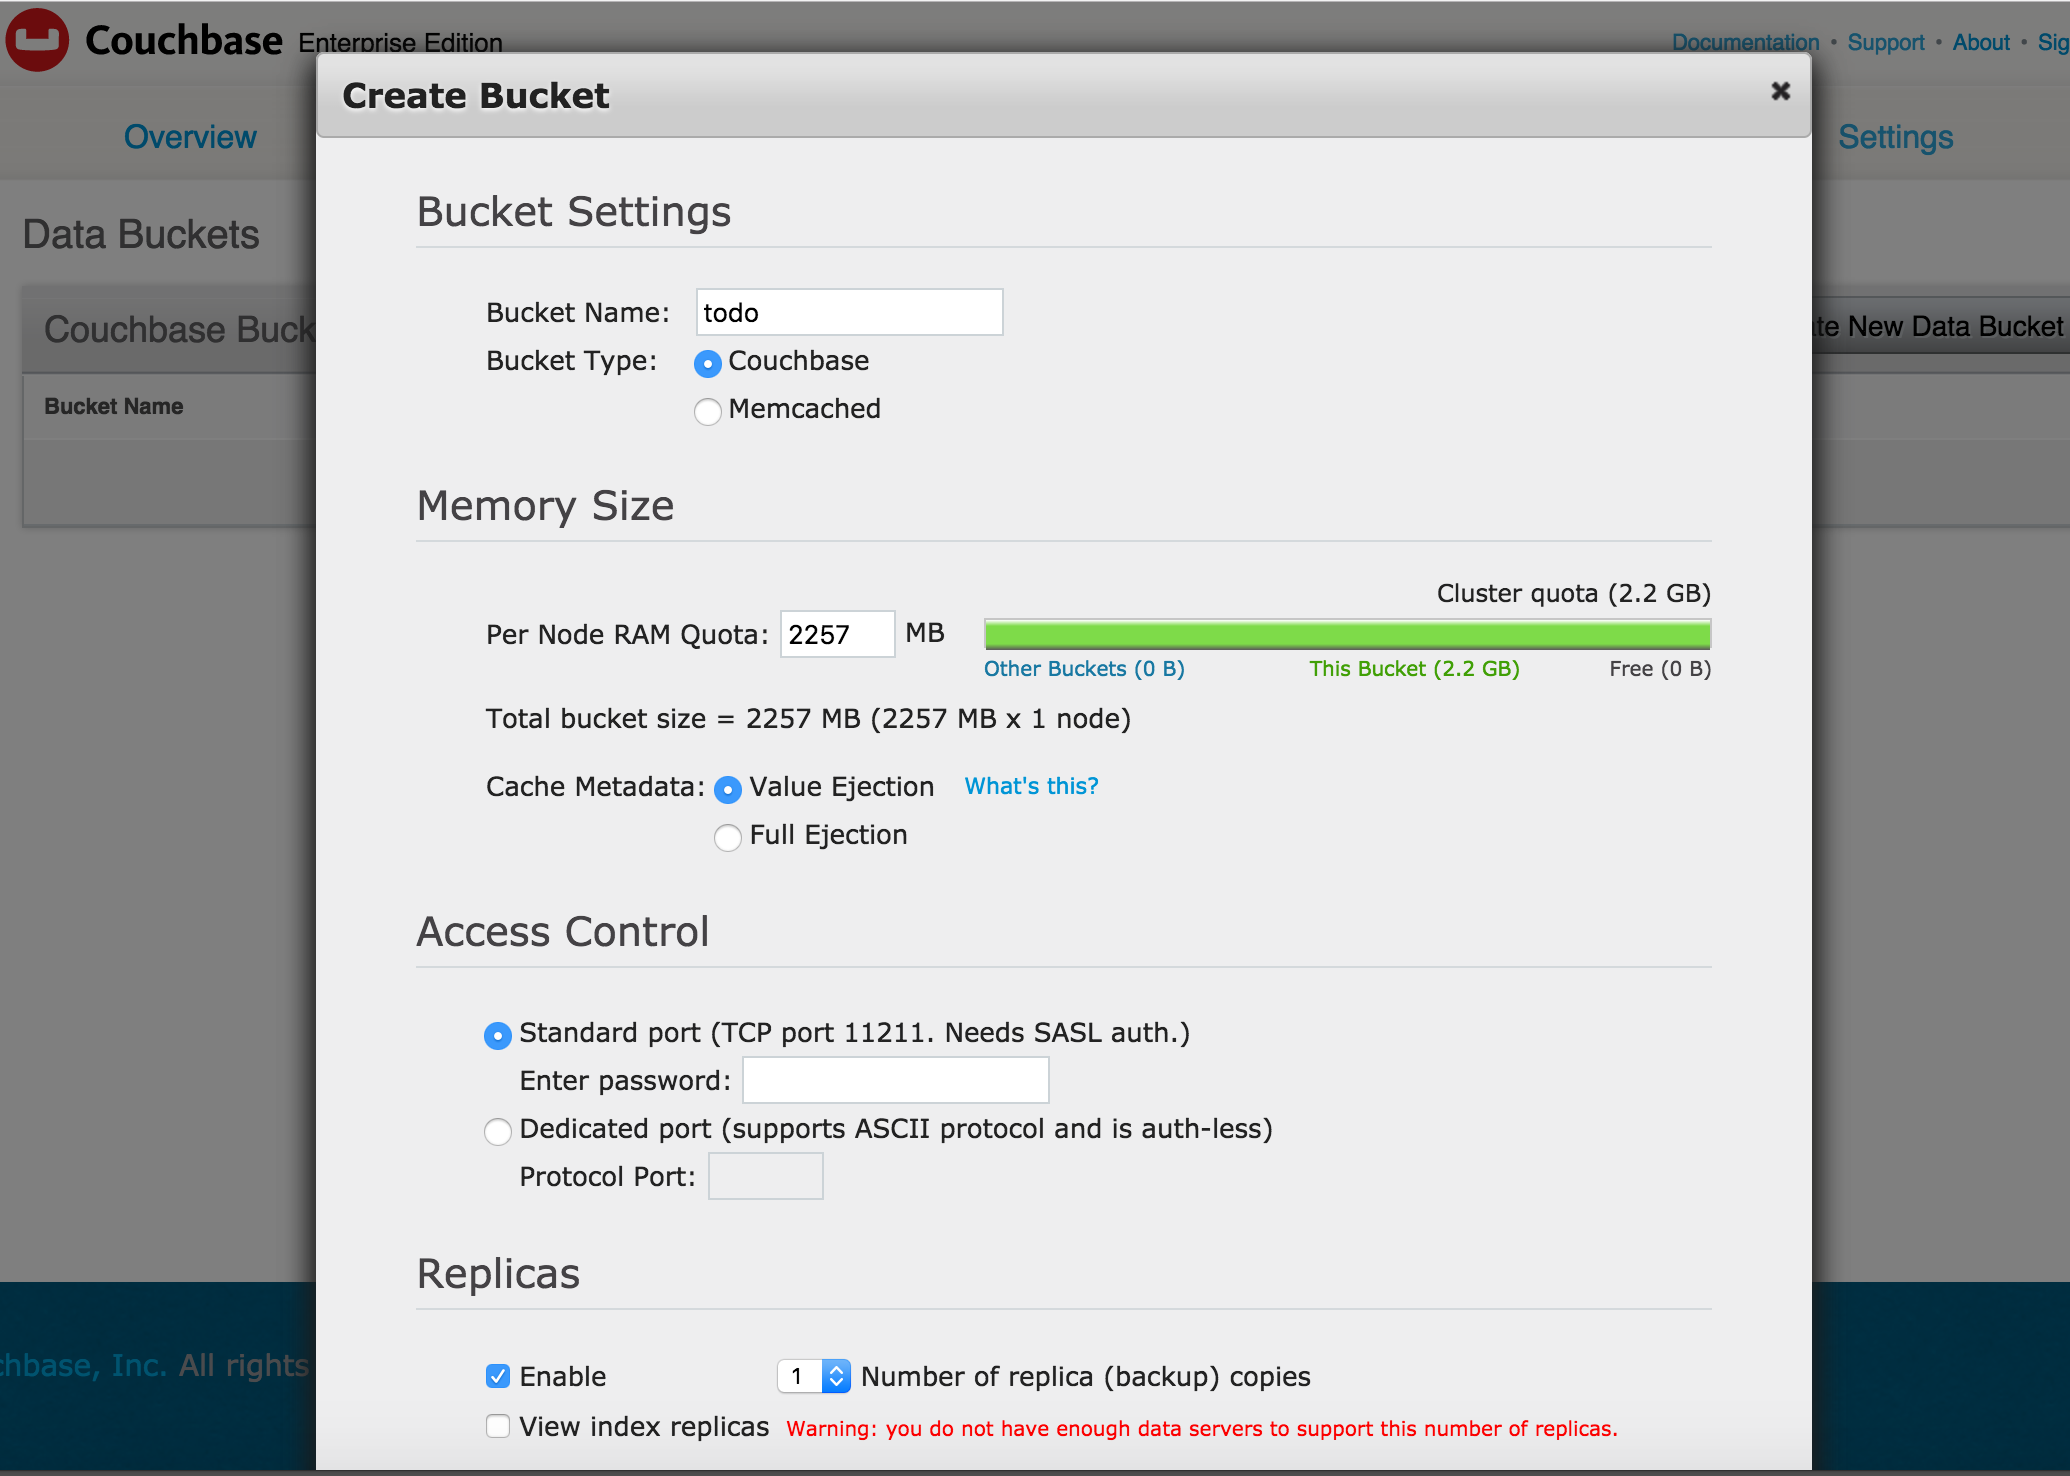 Couchbase Enterprise Edition
Documentation • Support • About • Sig
Create Bucket
Overview
Settings
Data Buckets
Bucket Settings
Couchbase Buck
te New Data Bucket
Bucket Name: todo
Bucket Type: Couchbase
Memcached
Bucket Name
Memory Size
Cluster quota (2.2 GB)
Per Node RAM Quota: 2257 MB
Other Buckets (0 B) This Bucket (2.2 GB) Free (0 B)
Total bucket size = 2257 MB (2257 MB x 1 node)
Cache Metadata: Value Ejection What's this?
Full Ejection
Access Control
Standard port (TCP port 11211. Needs SASL auth.)
Enter password:
Dedicated port (supports ASCII protocol and is auth-less)
Protocol Port:
Replicas
chbase, Inc. All rights
Enable 1 Number of replica (backup) copies
View index replicas Warning: you do not have enough data servers to support this number of replicas.